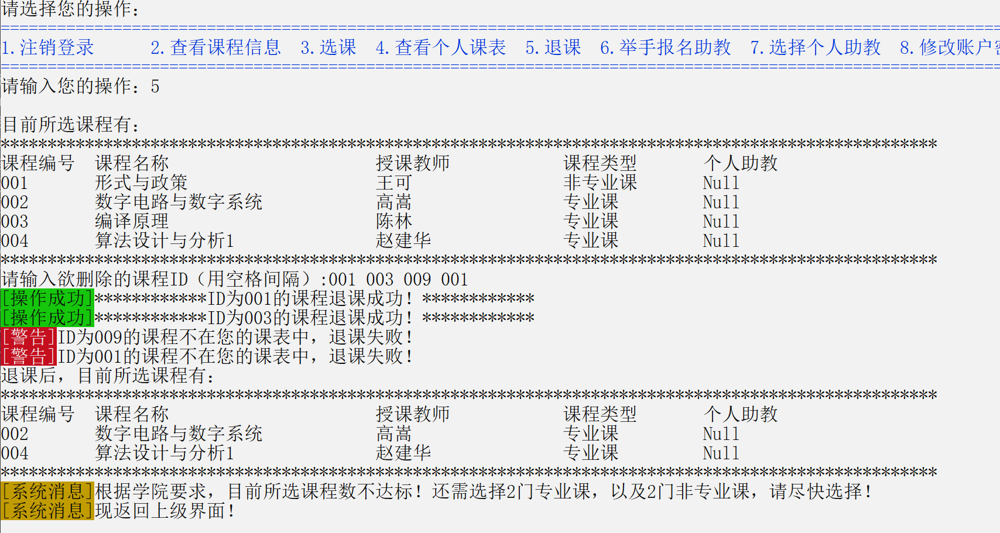 请选择您的操作：
===========================================================================================================
1.注销登录      2.查看课程信息  3.选课  4.查看个人课表  5.退课  6.举手报名助教  7.选择个人助教  8.修改账户
===========================================================================================================
请输入您的操作：5
目前所选课程有：
****************************************************************************************************
课程编号  课程名称                      授课教师            课程类型       个人助教
001       形式与政策                    王可                非专业课       Null
002       数字电路与数字系统            高嵩                专业课         Null
003       编译原理                      陈林                专业课         Null
004       算法设计与分析1               赵建华              专业课         Null
****************************************************************************************************
请输入欲删除的课程ID（用空格间隔）:001 003 009 001
[操作成功]************ID为001的课程退课成功！************
[操作成功]************ID为003的课程退课成功！************
[警告]ID为009的课程不在您的课表中，退课失败！
[警告]ID为001的课程不在您的课表中，退课失败！
退课后，目前所选课程有：
****************************************************************************************************
课程编号  课程名称                      授课教师            课程类型       个人助教
002       数字电路与数字系统            高嵩                专业课         Null
004       算法设计与分析1               赵建华              专业课         Null
****************************************************************************************************
[系统消息]根据学院要求，目前所选课程数不达标！还需选择2门专业课，以及2门非专业课，请尽快选择！
[系统消息]现返回上级界面！